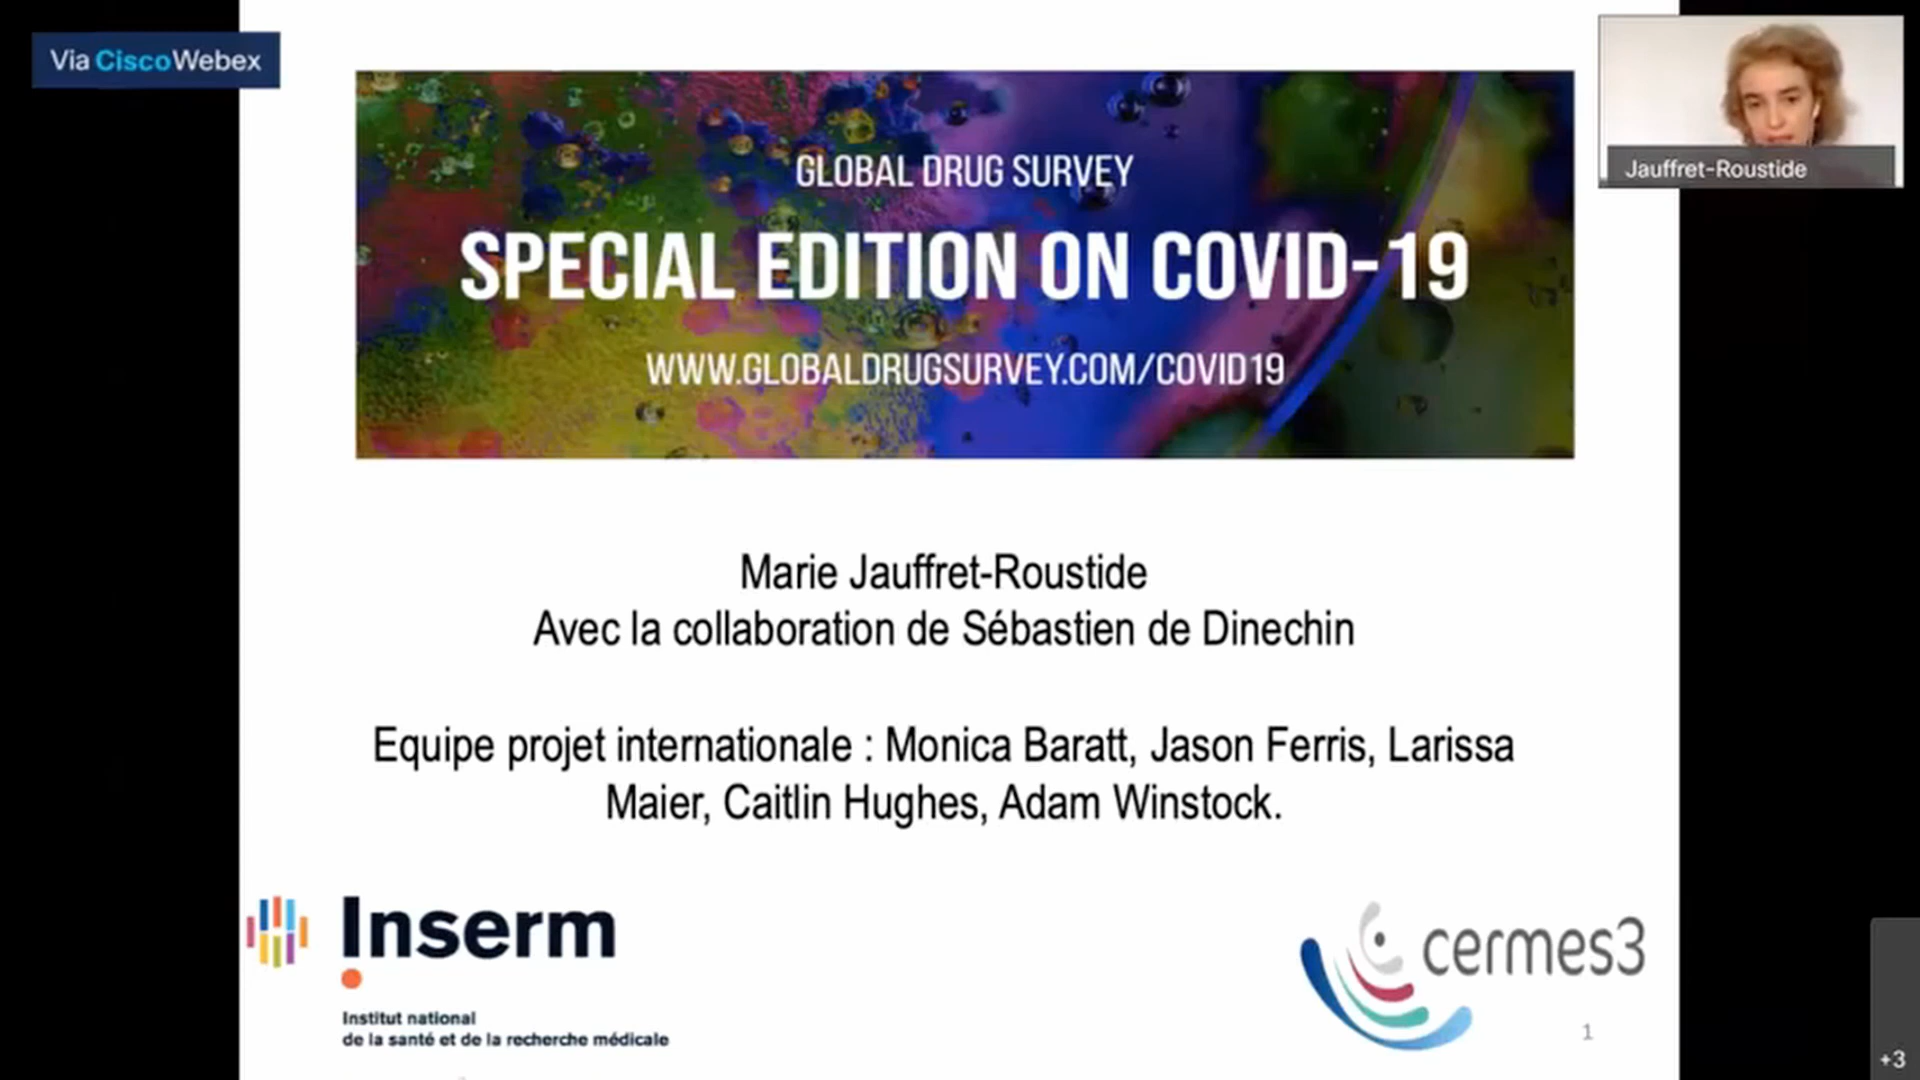 Via CiscoWebex
GLOBAL DRUG SURVEY
SPECIAL EDITION ON COVID-19
WWW.GLOBALDRUGSURVEY.COM/COVID19
Jauffret-Roustide
Marie Jauffret-Roustide
Avec la collaboration de Sébastien de Dinechin
Equipe projet internationale : Monica Baratt, Jason Ferris, Larissa
Maier, Caitlin Hughes, Adam Winstock.
Inserm
Institut national
de la santé et de la recherche médicale
cermes3
1
+3